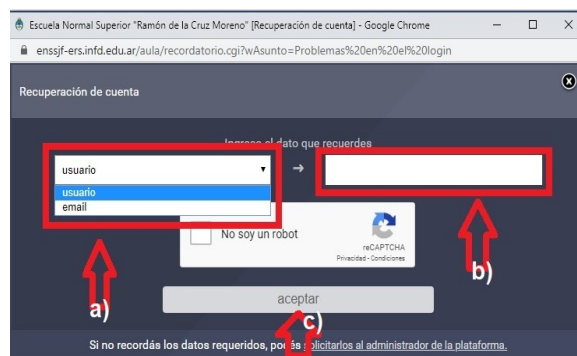 Escuela Normal Superior "Ramón de la Cruz Moreno" [Recuperación de cuenta] - Google Chrome
enssjf-ers.infd.edu.ar/aula/recordatorio.cgi?wAsunto=Problemas%20en%20el%20login
Recuperación de cuenta
Ingrese el dato que recuerdes
usuario →
usuario
email
No soy un robot
reCAPTCHA
Privacidad - Condiciones
a)
b)
aceptar
c)
Si no recordás los datos requeridos, podés solicitarlos al administrador de la plataforma.